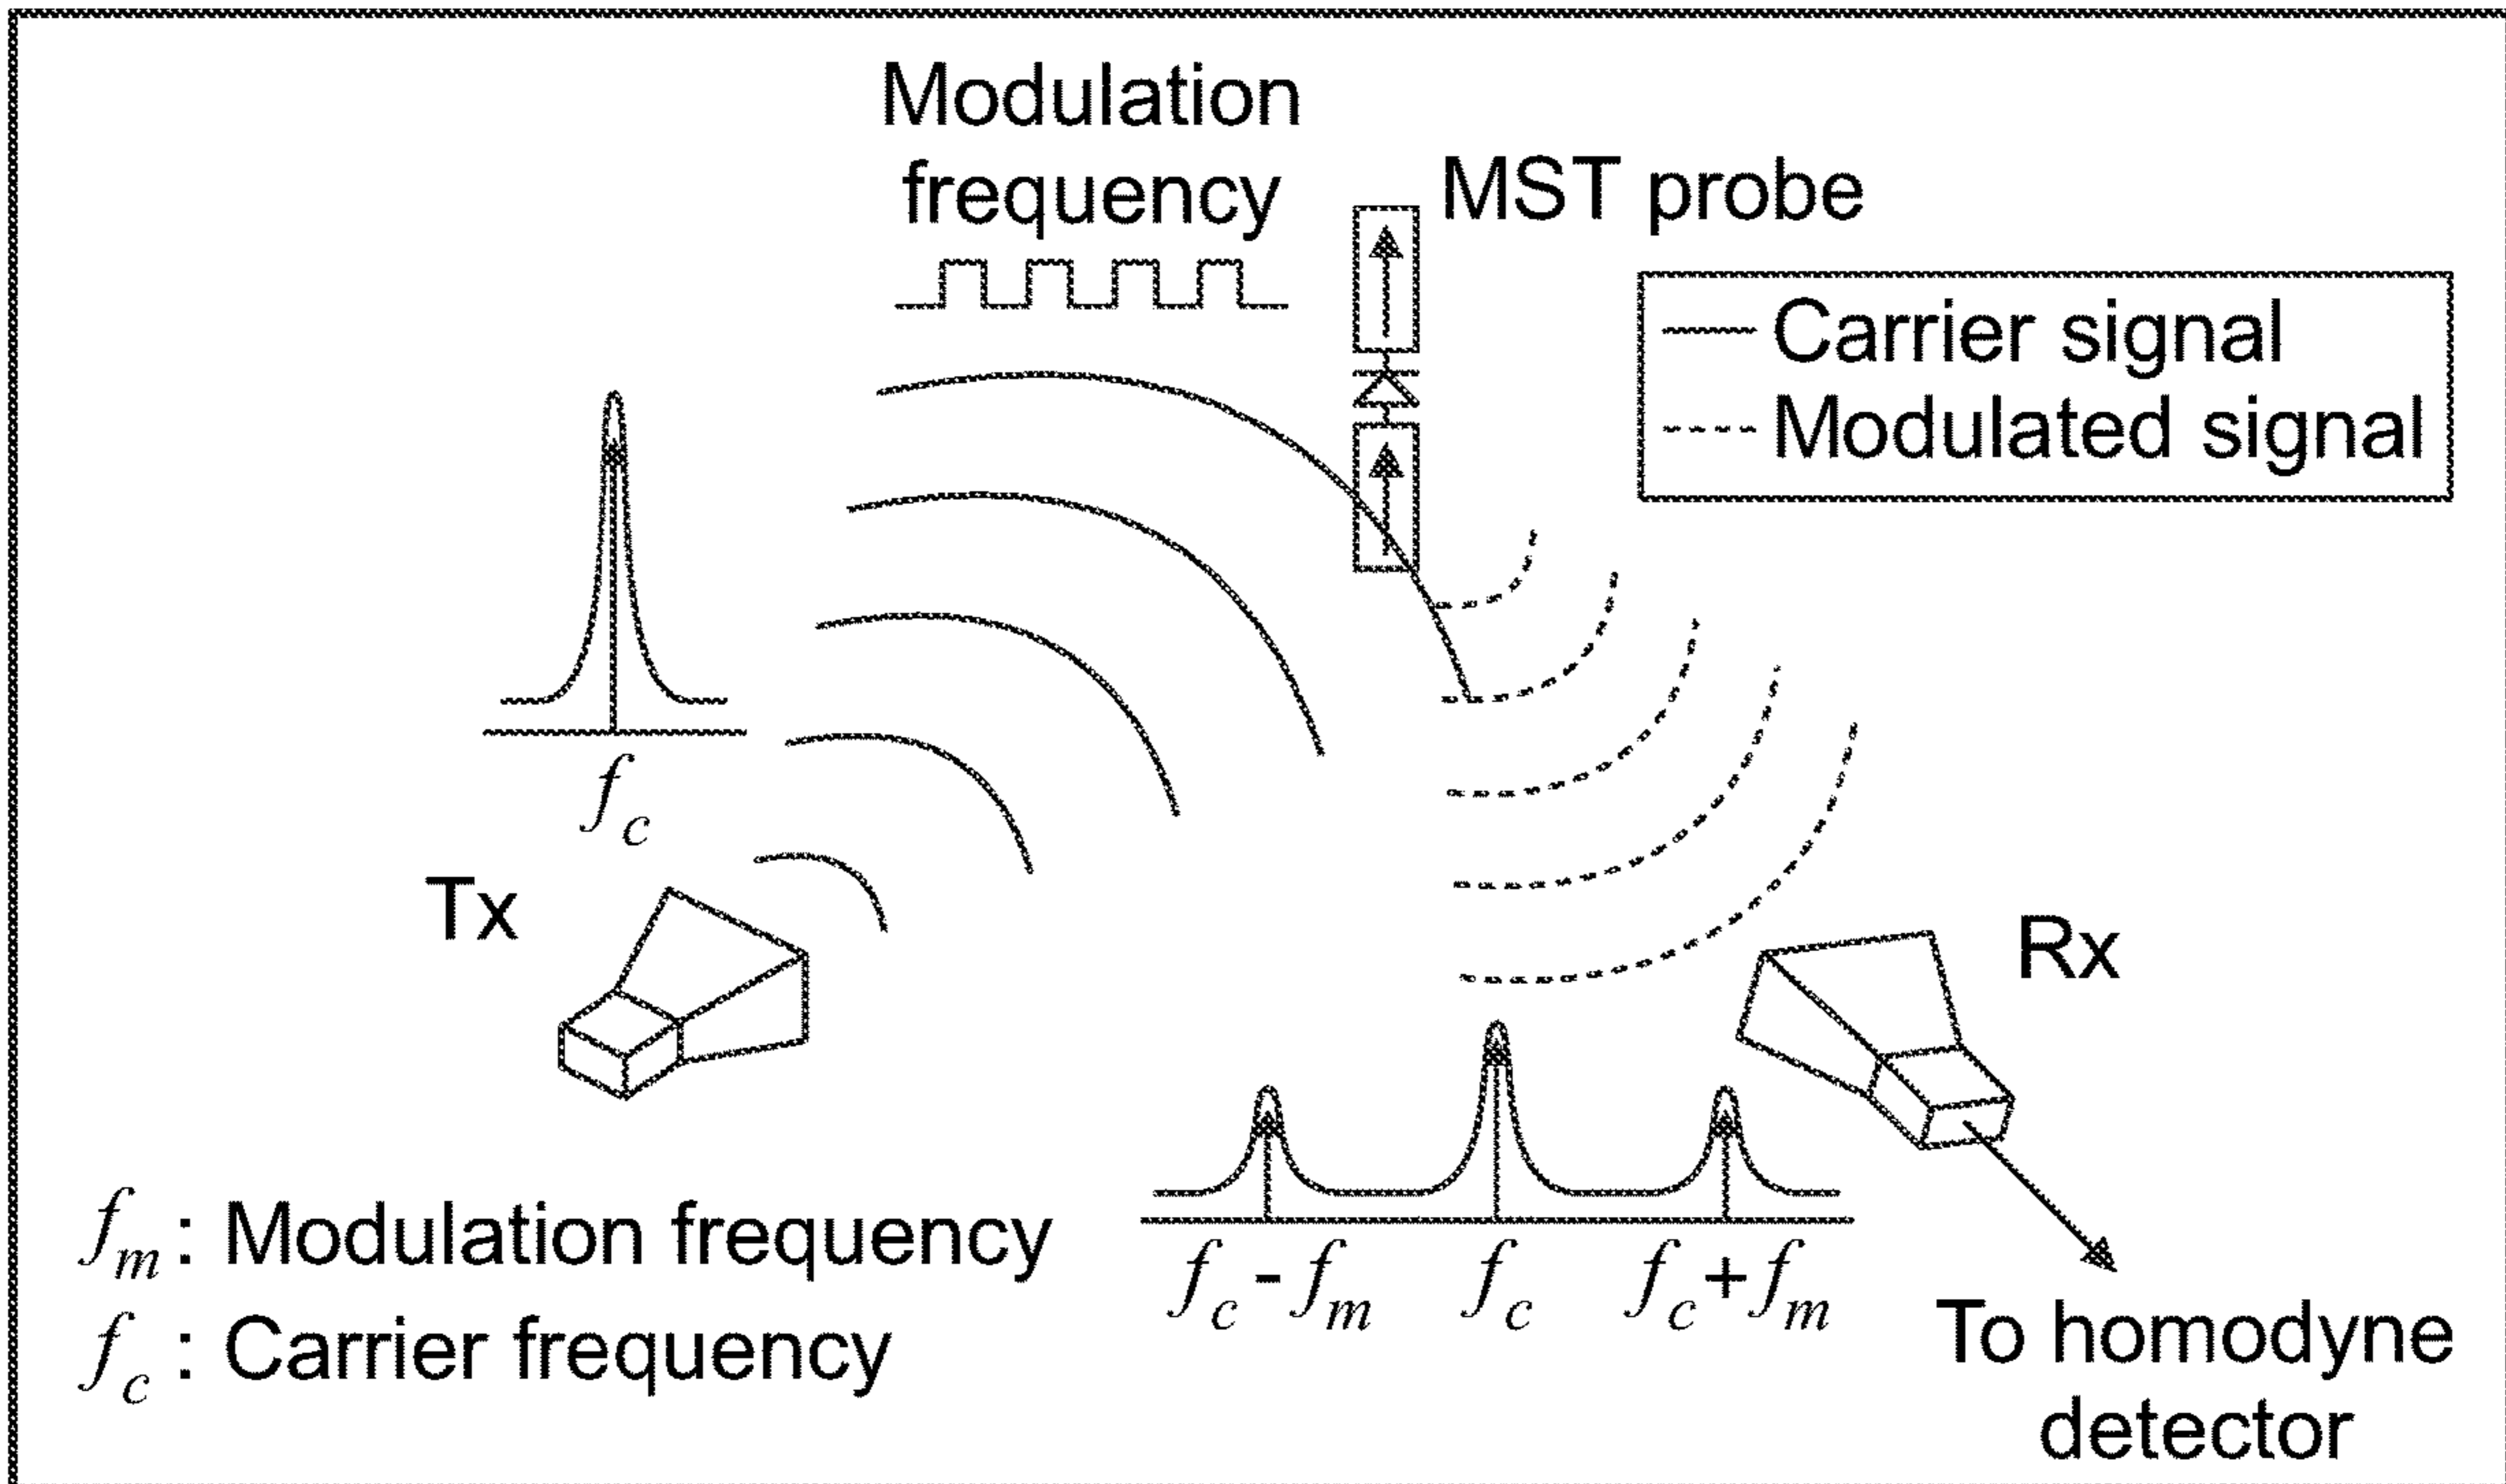 Modulation
frequency
MST probe
Carrier signal
Modulated signal
f_c
Tx
Rx
f_c-f_m
f_c
f_c+f_m
f_m: Modulation frequency
f_c: Carrier frequency
To homodyne
detector